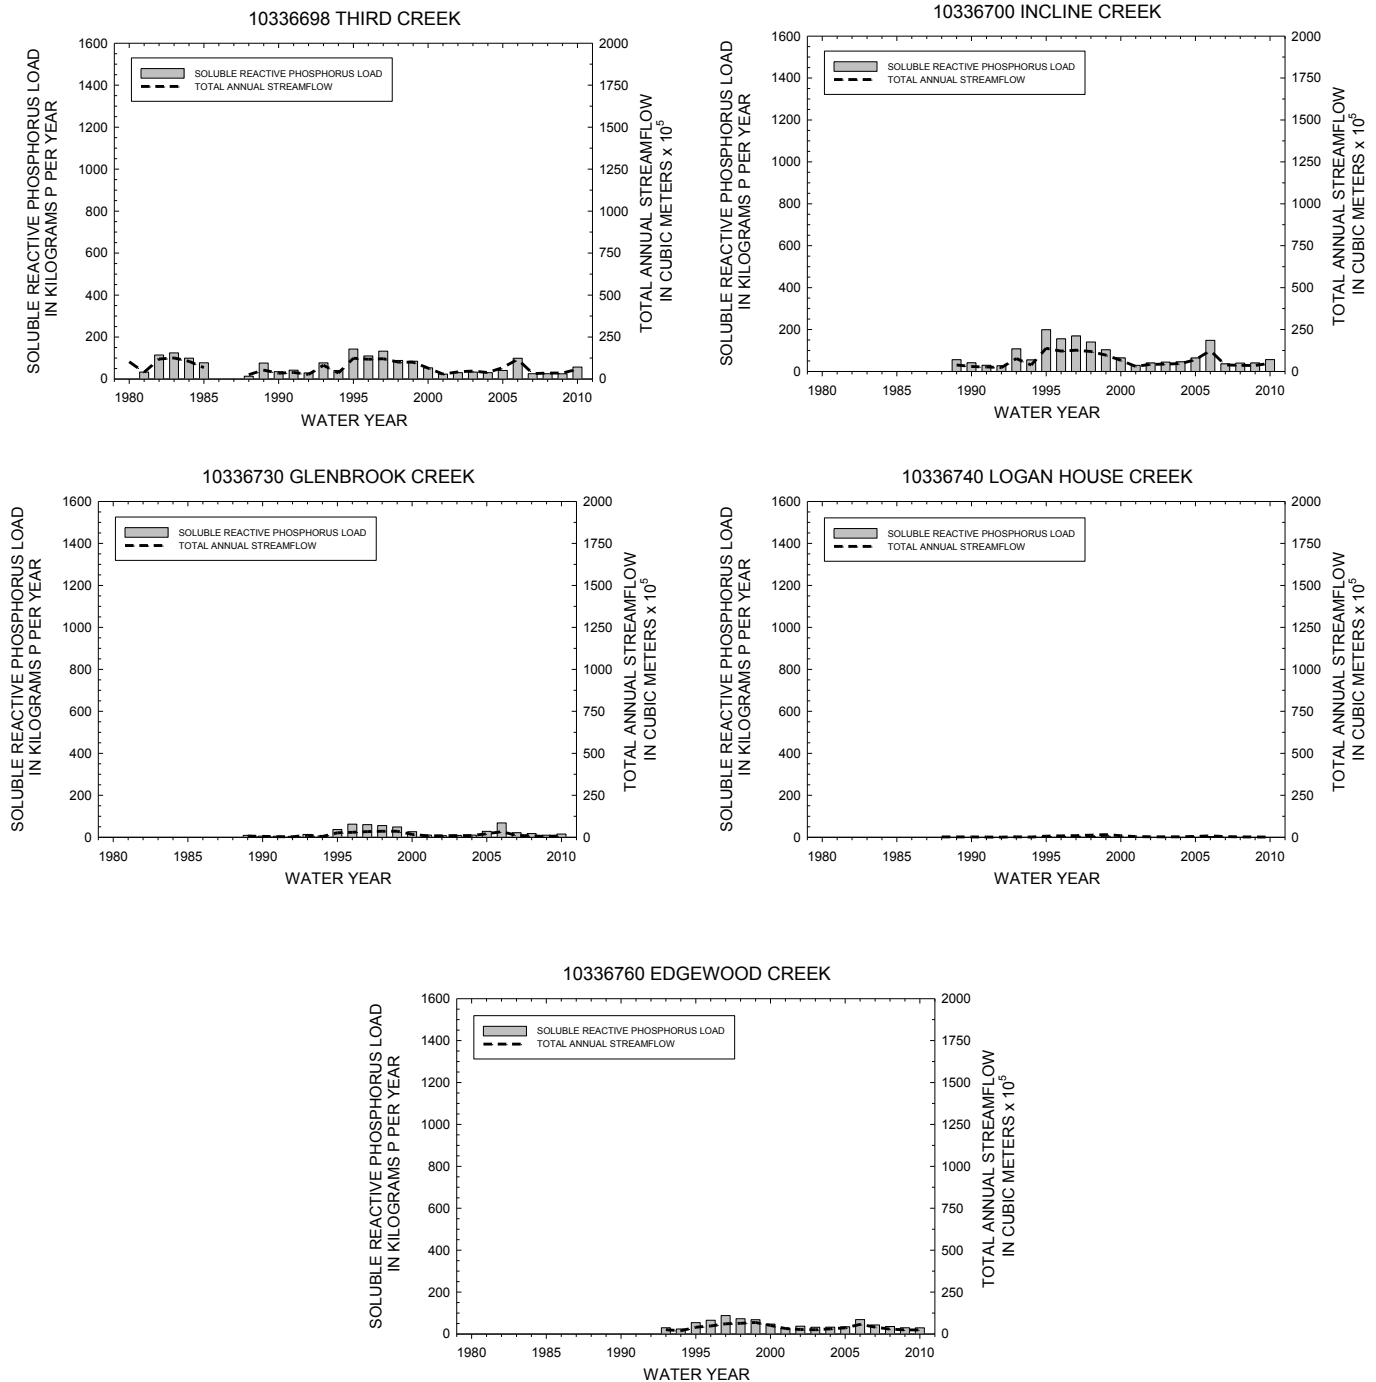 10336698 THIRD CREEK
SOLUBLE REACTIVE PHOSPHORUS LOAD
IN KILOGRAMS P PER YEAR
1600
1400
1200
1000
800
600
400
200
0
SOLUBLE REACTIVE PHOSPHORUS LOAD
TOTAL ANNUAL STREAMFLOW
2000
1750
1500
1250
1000
750
500
250
0
TOTAL ANNUAL STREAMFLOW
IN CUBIC METERS x 10⁵
1980 1985 1990 1995 2000 2005 2010
WATER YEAR
10336700 INCLINE CREEK
SOLUBLE REACTIVE PHOSPHORUS LOAD
IN KILOGRAMS P PER YEAR
1600
1400
1200
1000
800
600
400
200
0
SOLUBLE REACTIVE PHOSPHORUS LOAD
TOTAL ANNUAL STREAMFLOW
2000
1750
1500
1250
1000
750
500
250
0
TOTAL ANNUAL STREAMFLOW
IN CUBIC METERS x 10⁵
1980 1985 1990 1995 2000 2005 2010
WATER YEAR
10336730 GLENBROOK CREEK
SOLUBLE REACTIVE PHOSPHORUS LOAD
IN KILOGRAMS P PER YEAR
1600
1400
1200
1000
800
600
400
200
0
SOLUBLE REACTIVE PHOSPHORUS LOAD
TOTAL ANNUAL STREAMFLOW
2000
1750
1500
1250
1000
750
500
250
0
TOTAL ANNUAL STREAMFLOW
IN CUBIC METERS x 10⁵
1980 1985 1990 1995 2000 2005 2010
WATER YEAR
10336740 LOGAN HOUSE CREEK
SOLUBLE REACTIVE PHOSPHORUS LOAD
IN KILOGRAMS P PER YEAR
1600
1400
1200
1000
800
600
400
200
0
SOLUBLE REACTIVE PHOSPHORUS LOAD
TOTAL ANNUAL STREAMFLOW
2000
1750
1500
1250
1000
750
500
250
0
TOTAL ANNUAL STREAMFLOW
IN CUBIC METERS x 10⁵
1980 1985 1990 1995 2000 2005 2010
WATER YEAR
10336760 EDGEWOOD CREEK
SOLUBLE REACTIVE PHOSPHORUS LOAD
IN KILOGRAMS P PER YEAR
1600
1400
1200
1000
800
600
400
200
0
SOLUBLE REACTIVE PHOSPHORUS LOAD
TOTAL ANNUAL STREAMFLOW
2000
1750
1500
1250
1000
750
500
250
0
TOTAL ANNUAL STREAMFLOW
IN CUBIC METERS x 10⁵
1980 1985 1990 1995 2000 2005 2010
WATER YEAR